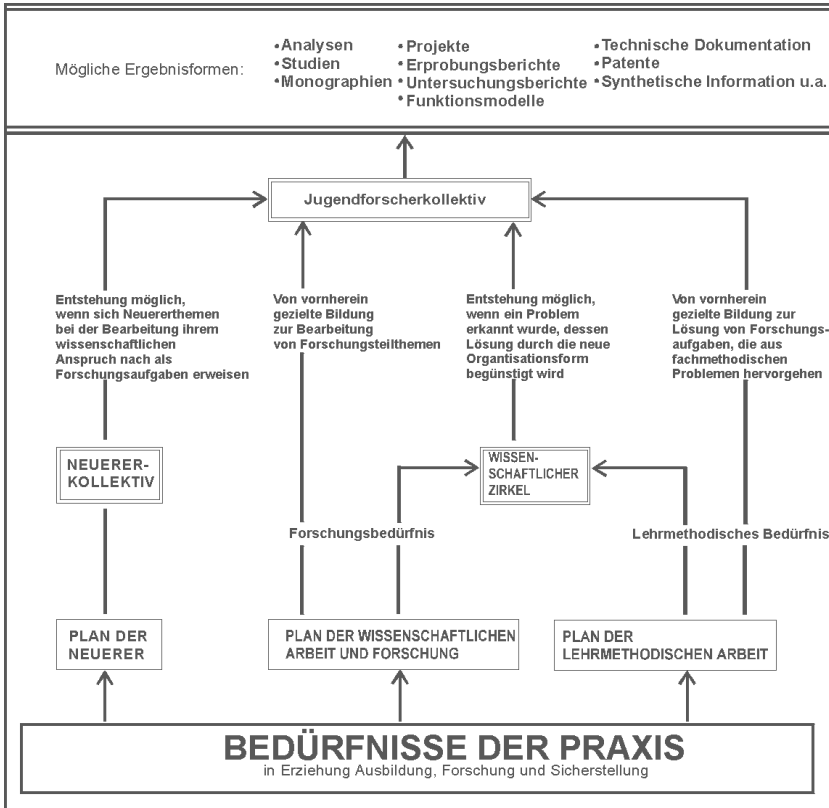 Mögliche Ergebnisformen:
•Analysen
•Studien
•Monographien
•Projekte
•Erprobungsberichte
•Untersuchungsberichte
•Funktionsmodelle
•Technische Dokumentation
•Patente
•Synthetische Information u.a.
Jugendforscherkollektiv
Entstehung möglich,
wenn sich Neuererthemen
bei der Bearbeitung ihrem
wissenschaftlichen
Anspruch nach als
Forschungsaufgaben erweisen
Von vornherein
gezielte Bildung
zur Bearbeitung
von Forschungsteilthemen
Entstehung möglich,
wenn ein Problem
erkannt wurde, dessen
Lösung durch die neue
Organtisationsform
begünstigt wird
Von vornherein
gezielte Bildung zur
Lösung von Forschungs-
aufgaben, die aus
fachmethodischen
Problemen hervorgehen
NEUERER-
KOLLEKTIV
WISSEN-
SCHAFTLICHER
ZIRKEL
Forschungsbedürfnis
Lehrmethodisches Bedürfnis
PLAN DER
NEUERER
PLAN DER WISSENSCHAFTLICHEN
ARBEIT UND FORSCHUNG
PLAN DER
LEHRMETHODISCHEN ARBEIT
BEDÜRFNISSE DER PRAXIS
in Erziehung Ausbildung, Forschung und Sicherstellung